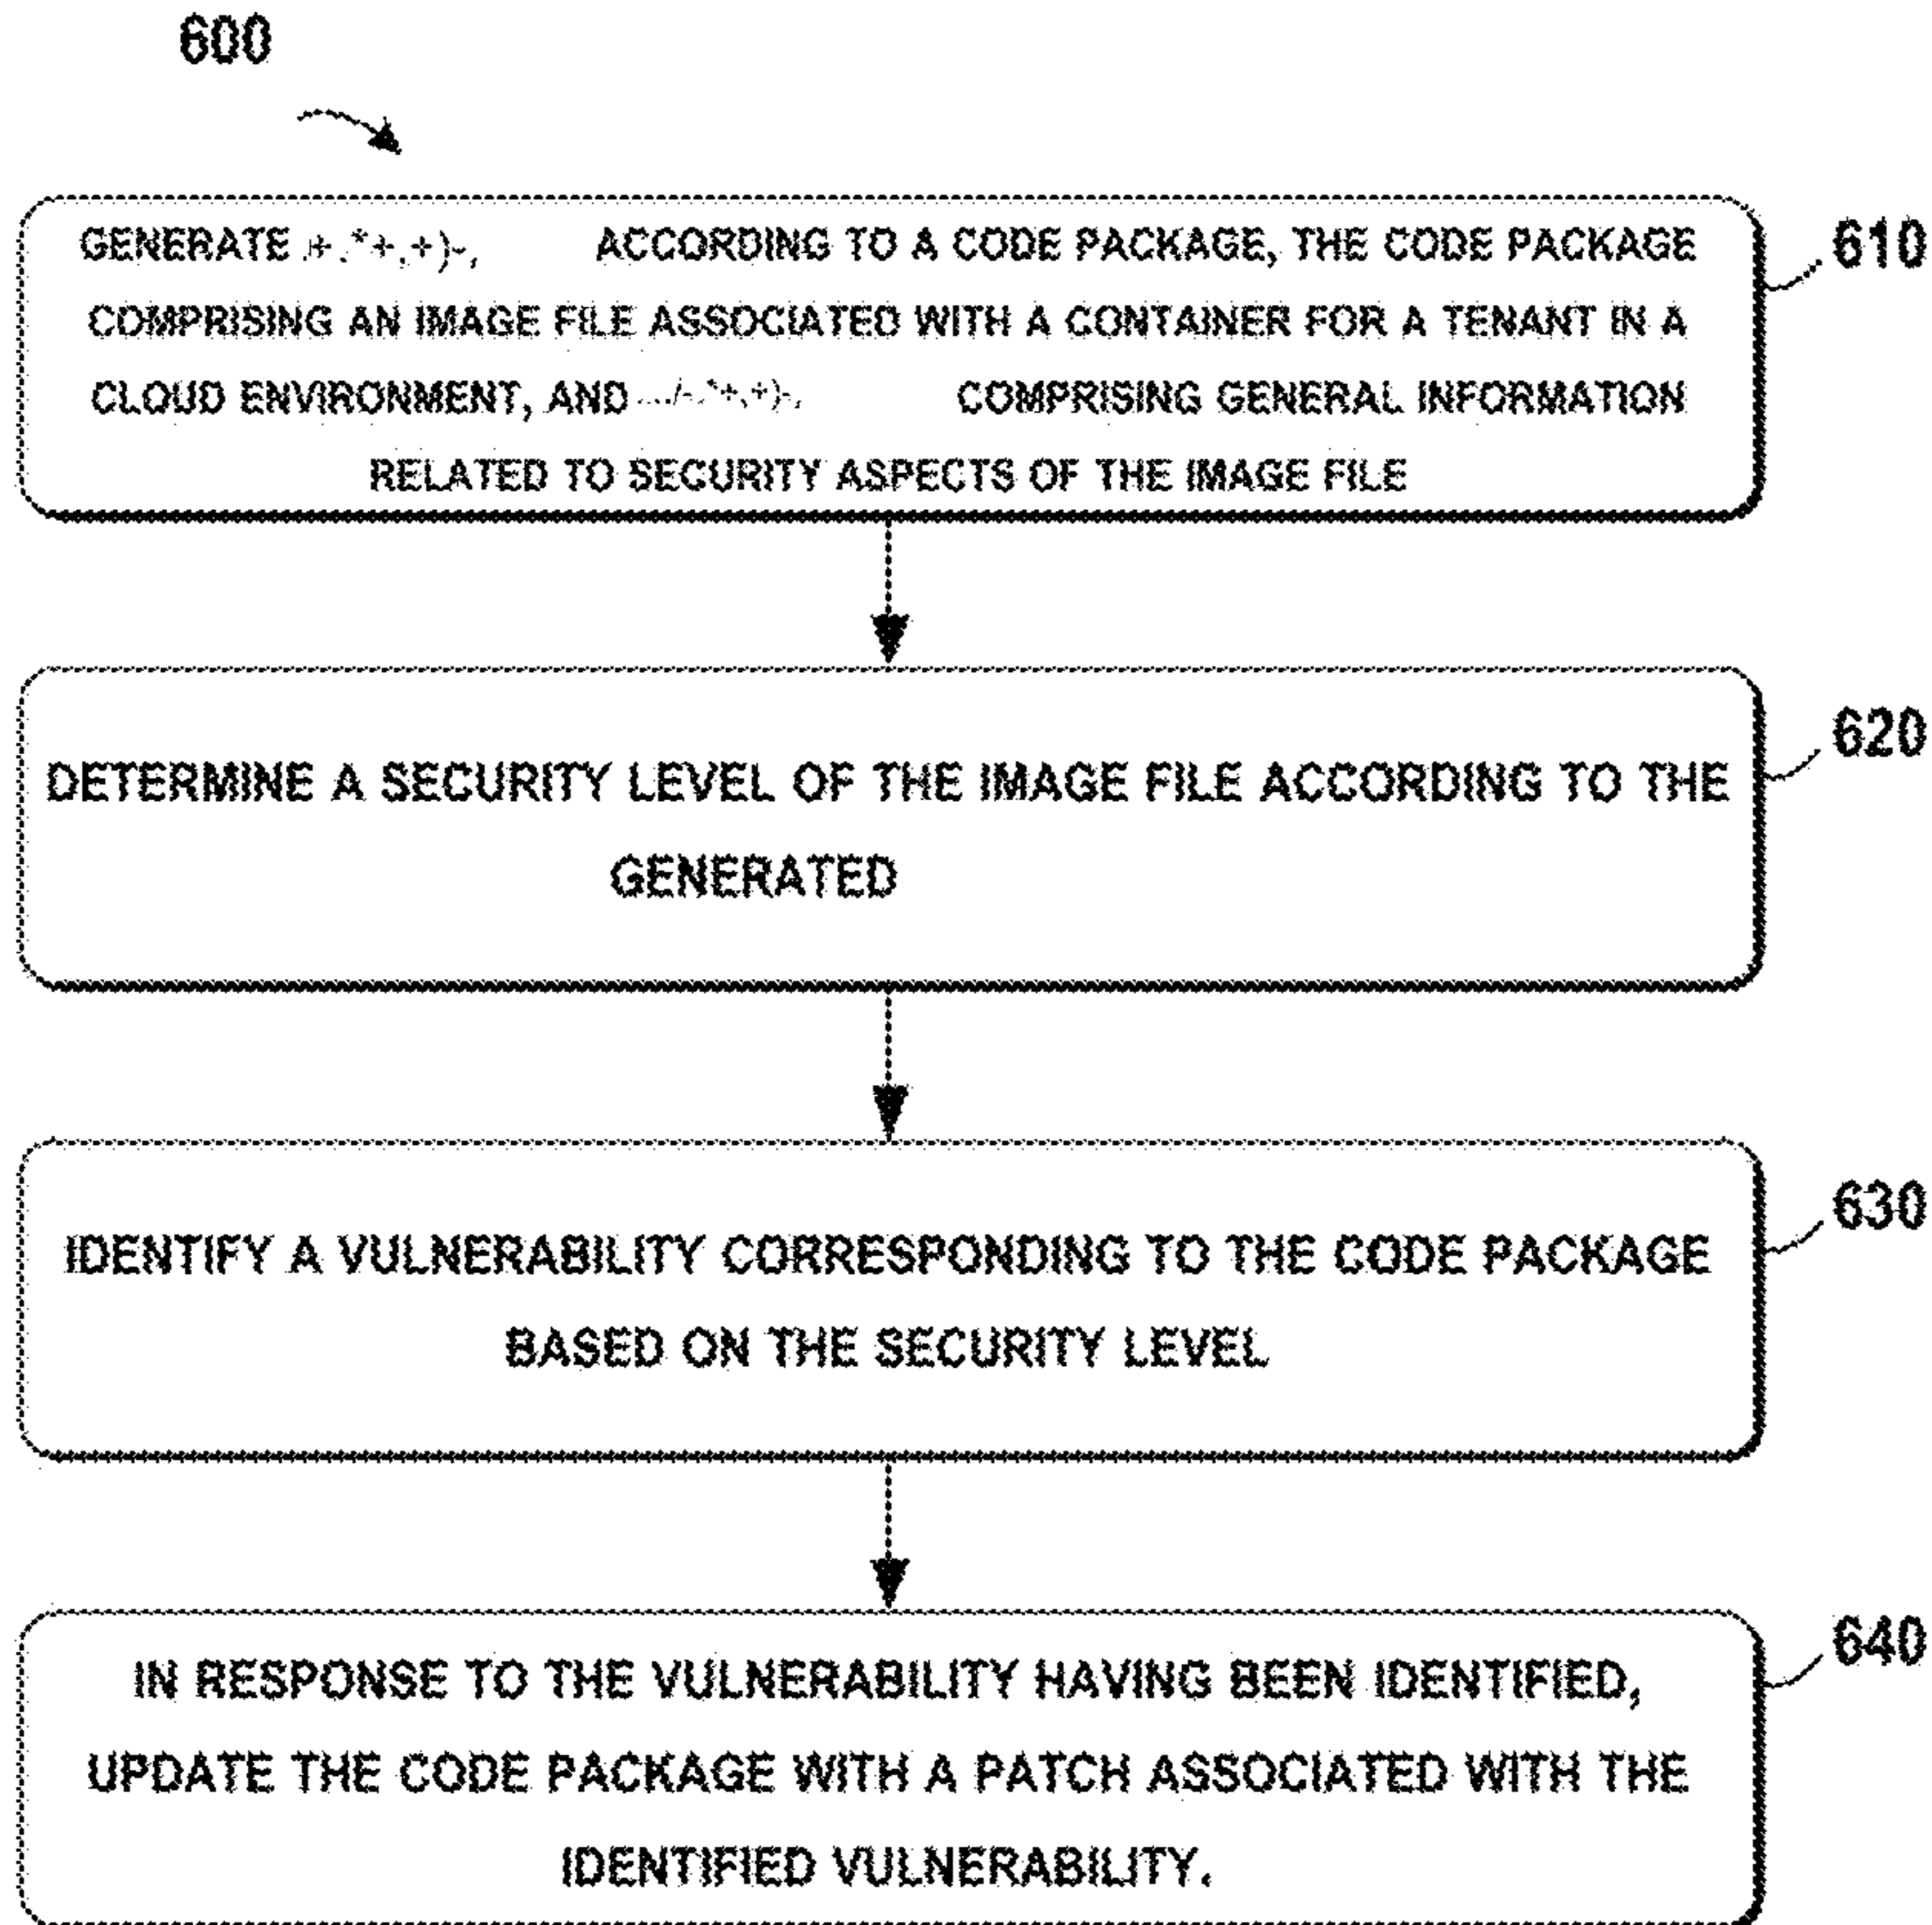 600
GENERATE ACCORDING TO A CODE PACKAGE, THE CODE PACKAGE
COMPRISING AN IMAGE FILE ASSOCIATED WITH A CONTAINER FOR A TENANT IN A
CLOUD ENVIRONMENT, AND COMPRISING GENERAL INFORMATION
RELATED TO SECURITY ASPECTS OF THE IMAGE FILE
610
DETERMINE A SECURITY LEVEL OF THE IMAGE FILE ACCORDING TO THE
GENERATED
620
IDENTIFY A VULNERABILITY CORRESPONDING TO THE CODE PACKAGE
BASED ON THE SECURITY LEVEL
630
IN RESPONSE TO THE VULNERABILITY HAVING BEEN IDENTIFIED,
UPDATE THE CODE PACKAGE WITH A PATCH ASSOCIATED WITH THE
IDENTIFIED VULNERABILITY.
640